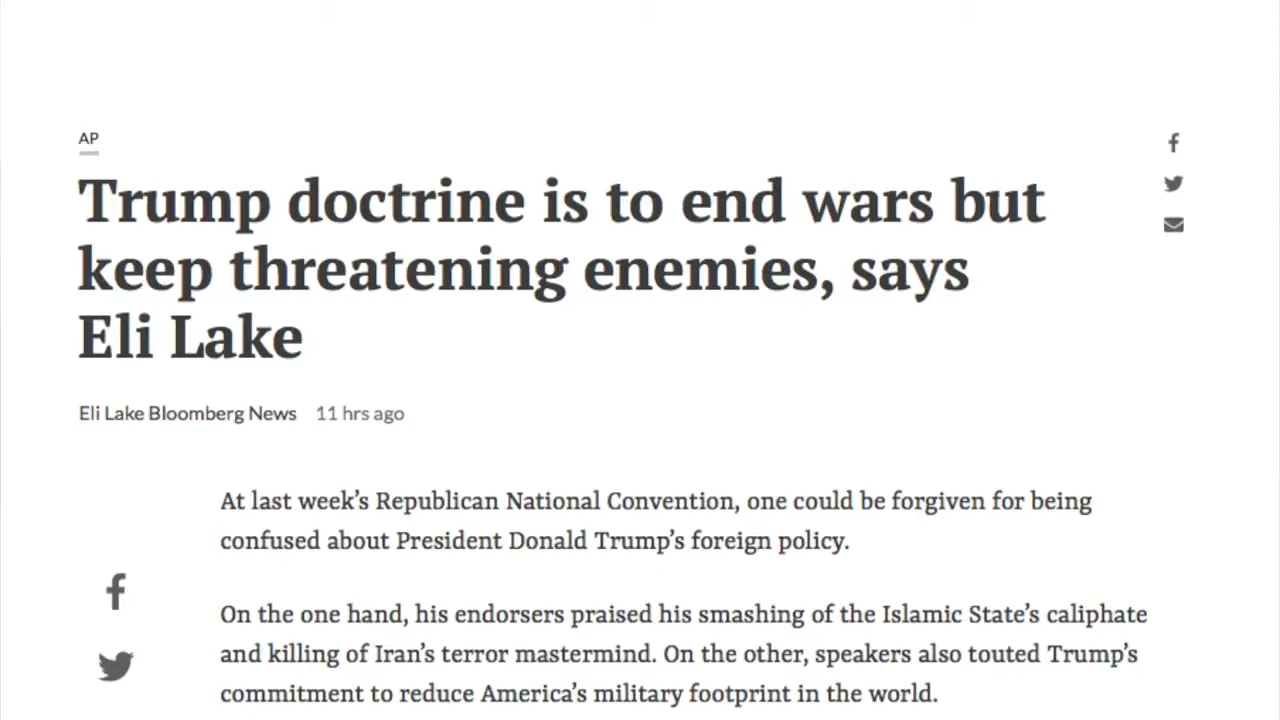 AP
Trump doctrine is to end wars but
keep threatening enemies, says
Eli Lake
Eli Lake Bloomberg News 11 hrs ago
At last week’s Republican National Convention, one could be forgiven for being
confused about President Donald Trump’s foreign policy.
On the one hand, his endorsers praised his smashing of the Islamic State’s caliphate
and killing of Iran’s terror mastermind. On the other, speakers also touted Trump’s
commitment to reduce America’s military footprint in the world.